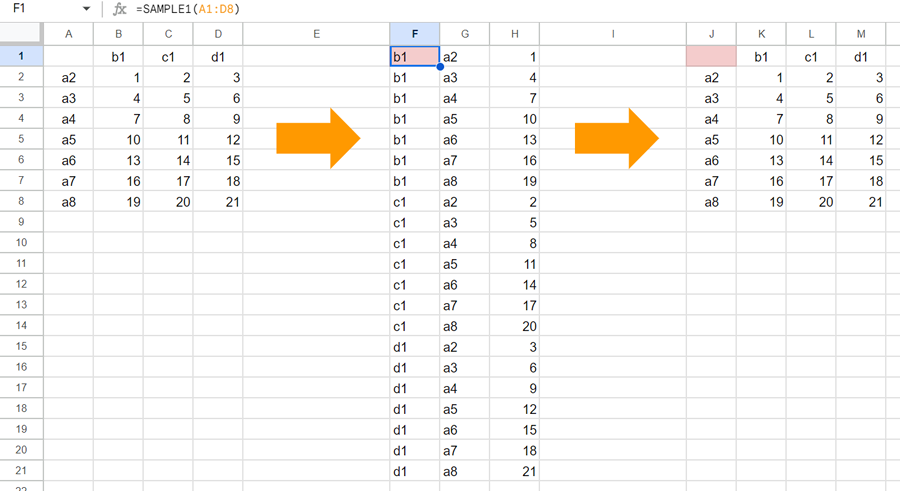 F1 fx =SAMPLE1(A1:D8)
A B C D E F G H I J K L M
1 b1 c1 d1 b1 a2 1 b1 c1 d1
2 a2 1 2 3 b1 a3 4 a2 1 2 3
3 a3 4 5 6 b1 a4 7 a3 4 5 6
4 a4 7 8 9 b1 a5 10 a4 7 8 9
5 a5 10 11 12 b1 a6 13 a5 10 11 12
6 a6 13 14 15 b1 a7 16 a6 13 14 15
7 a7 16 17 18 b1 a8 19 a7 16 17 18
8 a8 19 20 21 c1 a2 2 a8 19 20 21
9 c1 a3 5
10 c1 a4 8
11 c1 a5 11
12 c1 a6 14
13 c1 a7 17
14 c1 a8 20
15 d1 a2 3
16 d1 a3 6
17 d1 a4 9
18 d1 a5 12
19 d1 a6 15
20 d1 a7 18
21 d1 a8 21